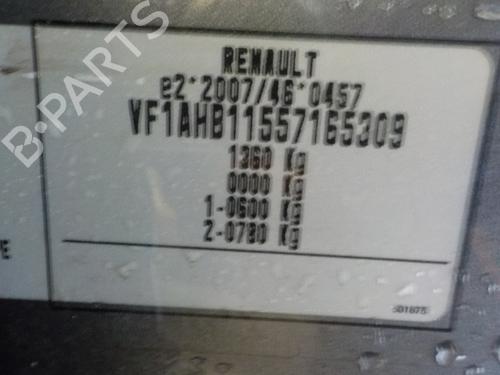 RENAULT
e2*2007/46*0457
VF1AHB11557165309
1360 Kg
0000 Kg
1-0600 Kg
2-0780 Kg
B-PARTS